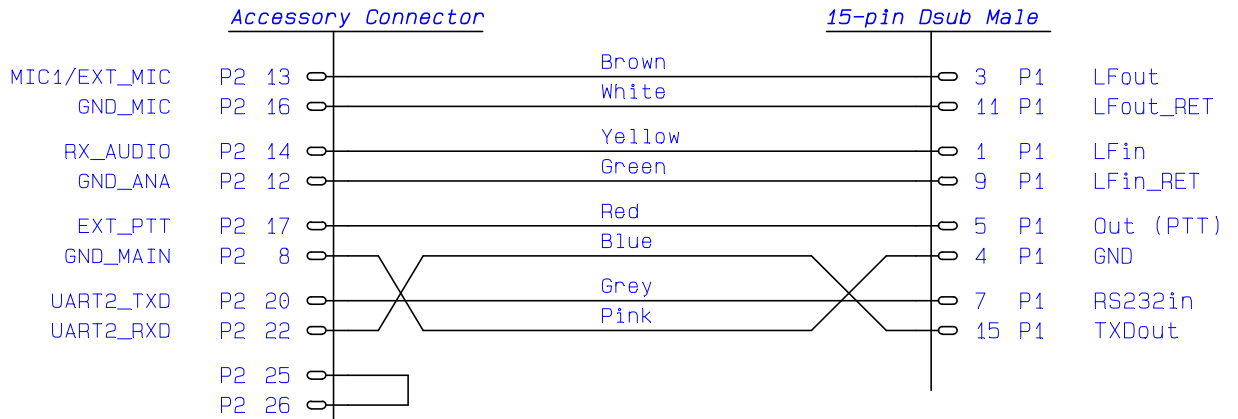 Accessory Connector 15-pin Dsub Male
Brown
MIC1/EXT_MIC P2 13 3 P1 LFout
White
GND_MIC P2 16 11 P1 LFout_RET
Yellow
RX_AUDIO P2 14 1 P1 LFin
Green
GND_ANA P2 12 9 P1 LFin_RET
Red
EXT_PTT P2 17 5 P1 Out (PTT)
Blue
GND_MAIN P2 8 4 P1 GND
Grey
UART2_TXD P2 20 7 P1 RS232in
Pink
UART2_RXD P2 22 15 P1 TXDout
P2 25
P2 26